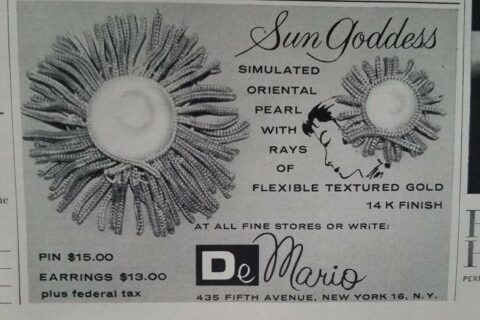 Sun Goddess
SIMULATED
ORIENTAL
PEARL
WITH
RAYS
OF
FLEXIBLE TEXTURED GOLD
14 K FINISH
AT ALL FINE STORES OR WRITE:
PIN $15.00
EARRINGS $13.00
plus federal tax
De Mario
435 FIFTH AVENUE, NEW YORK 16, N.Y.